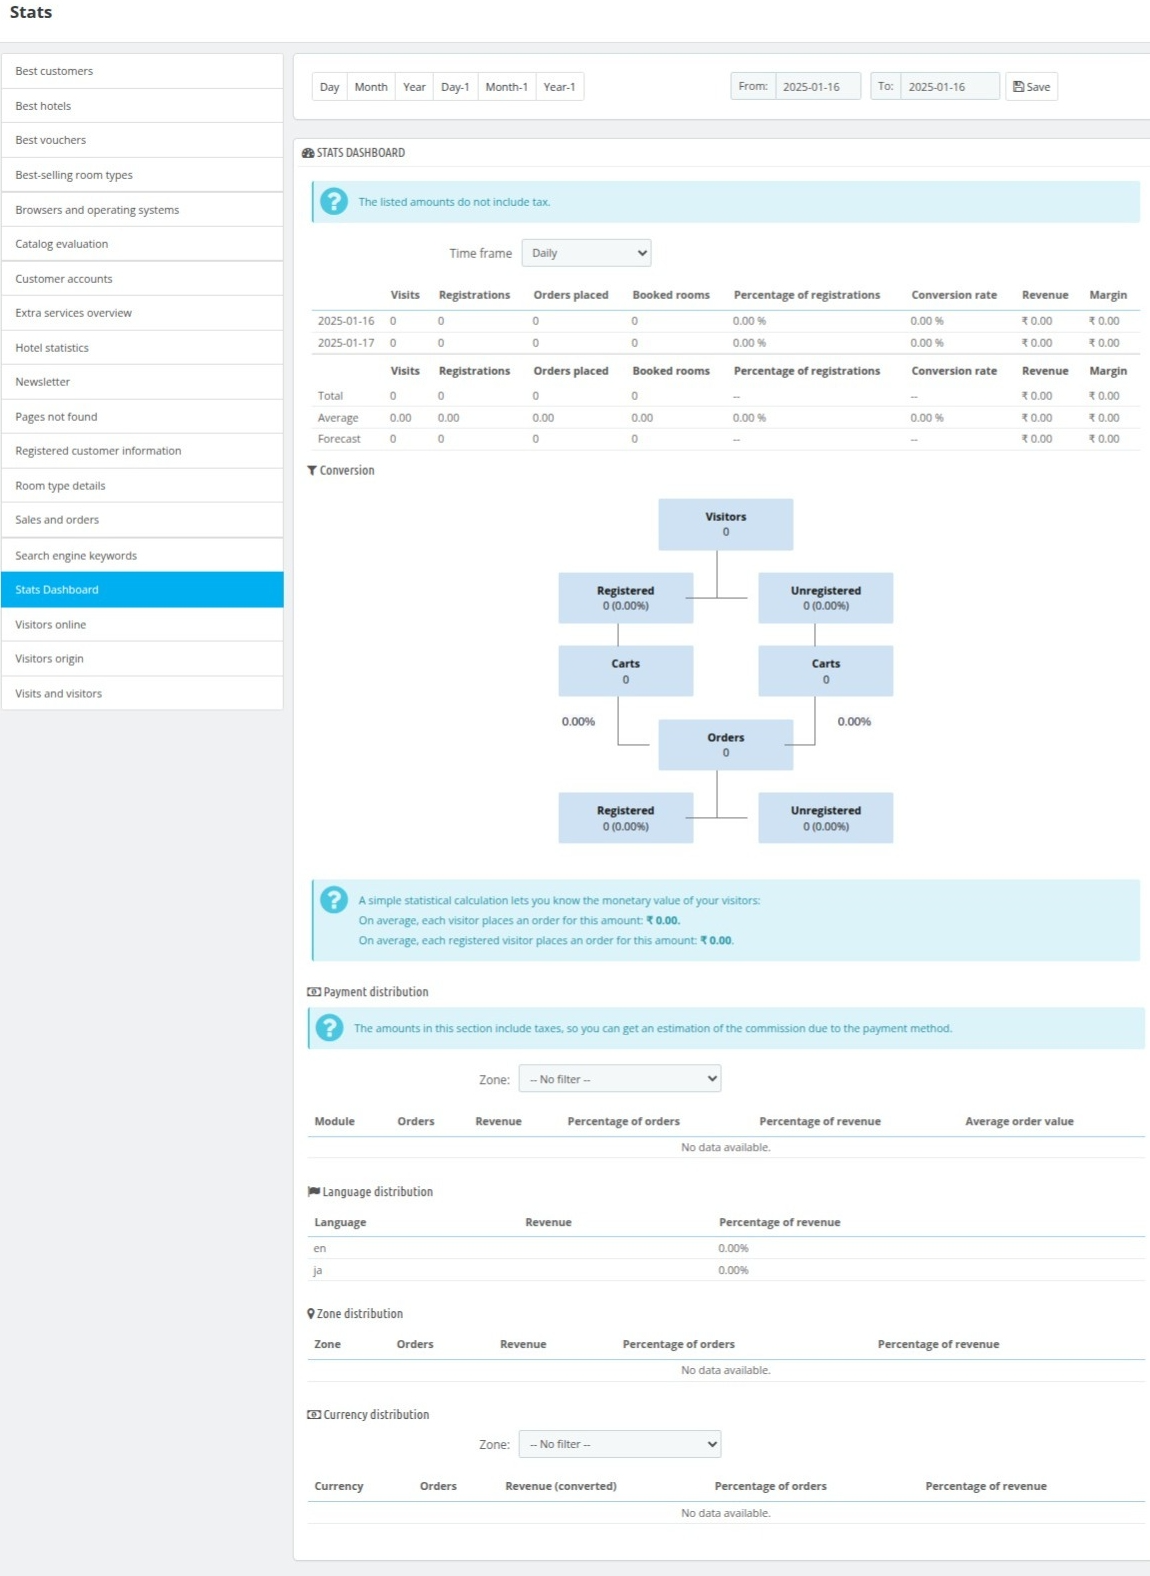 Stats
Best customers
Best hotels
Best vouchers
Best-selling room types
Browsers and operating systems
Catalog evaluation
Customer accounts
Extra services overview
Hotel statistics
Newsletter
Pages not found
Registered customer information
Room type details
Sales and orders
Search engine keywords
Stats Dashboard
Visitors online
Visitors origin
Visits and visitors
Day Month Year Day-1 Month-1 Year-1 From: 2025-01-16 To: 2025-01-16 Save
STATS DASHBOARD
The listed amounts do not include tax.
Time frame Daily
Visits Registrations Orders placed Booked rooms Percentage of registrations Conversion rate Revenue Margin
2025-01-16 0 0 0 0 0.00 % 0.00 % ₹ 0.00 ₹ 0.00
2025-01-17 0 0 0 0 0.00 % 0.00 % ₹ 0.00 ₹ 0.00
Visits Registrations Orders placed Booked rooms Percentage of registrations Conversion rate Revenue Margin
Total 0 0 0 0 -- -- ₹ 0.00 ₹ 0.00
Average 0.00 0.00 0.00 0.00 0.00 % 0.00 % ₹ 0.00 ₹ 0.00
Forecast 0 0 0 0 -- -- ₹ 0.00 ₹ 0.00
Conversion
Visitors
0
Registered Unregistered
0 (0.00%) 0 (0.00%)
Carts Carts
0 0
0.00% 0.00%
Orders
0
Registered Unregistered
0 (0.00%) 0 (0.00%)
A simple statistical calculation lets you know the monetary value of your visitors:
On average, each visitor places an order for this amount: ₹ 0.00.
On average, each registered visitor places an order for this amount: ₹ 0.00.
Payment distribution
The amounts in this section include taxes, so you can get an estimation of the commission due to the payment method.
Zone: -- No filter --
Module Orders Revenue Percentage of orders Percentage of revenue Average order value
No data available.
Language distribution
Language Revenue Percentage of revenue
en 0.00%
ja 0.00%
Zone distribution
Zone Orders Revenue Percentage of orders Percentage of revenue
No data available.
Currency distribution
Zone: -- No filter --
Currency Orders Revenue (converted) Percentage of orders Percentage of revenue
No data available.